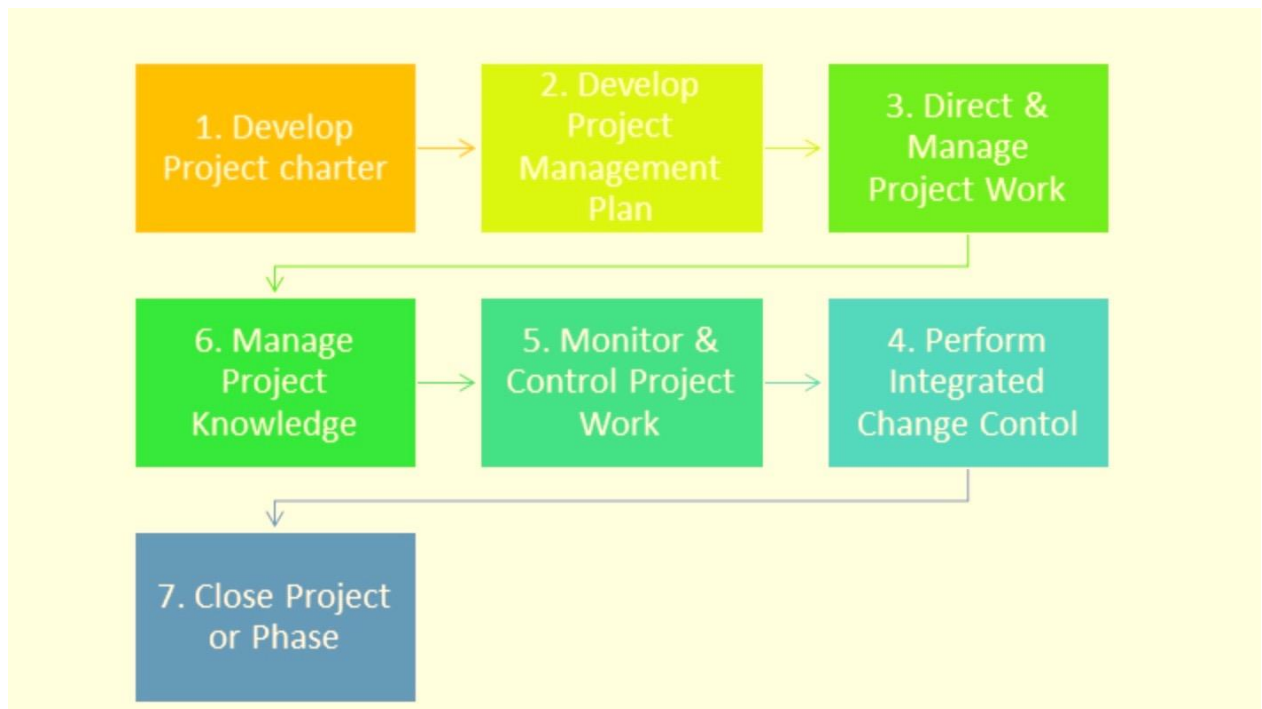 1. Develop
Project charter
2. Develop
Project
Management
Plan
3. Direct &
Manage
Project Work
6. Manage
Project
Knowledge
5. Monitor &
Control Project
Work
4. Perform
Integrated
Change Contol
7. Close Project
or Phase